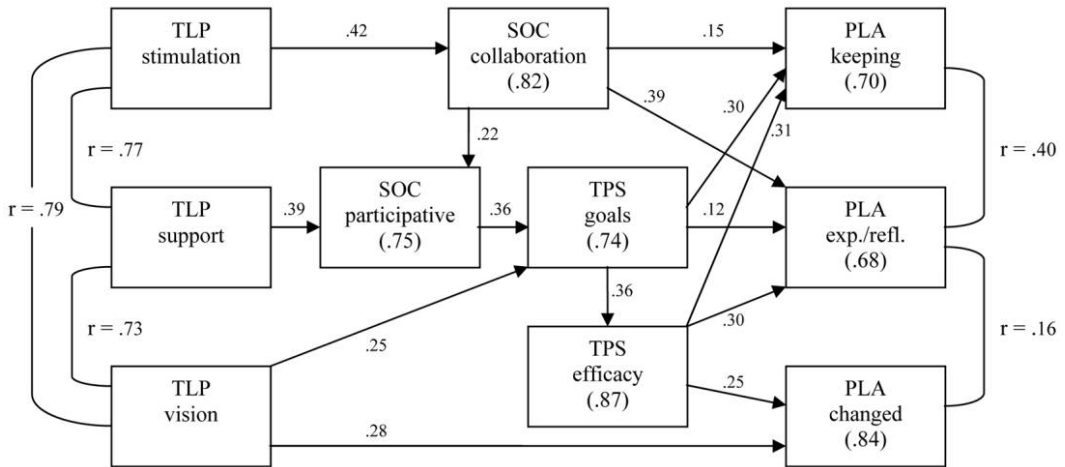 TLP
stimulation
.42
SOC
collaboration
(.82)
.15
PLA
keeping
(.70)
.39
.30
.31
.22
r = .77
r = .40
r = .79
TLP
support
.39
SOC
participative
(.75)
.36
TPS
goals
(.74)
.12
PLA
exp./refl.
(.68)
.36
.30
r = .73
.25
TPS
efficacy
(.87)
.25
r = .16
TLP
vision
.28
PLA
changed
(.84)